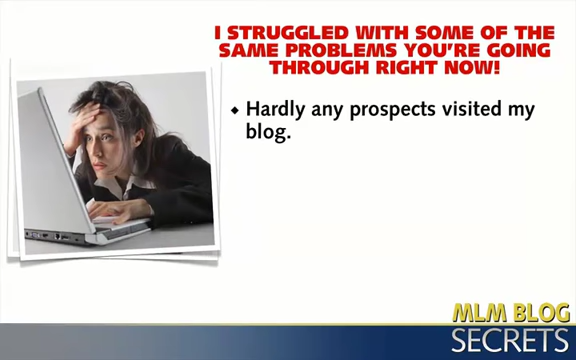 I STRUGGLED WITH SOME OF THE
SAME PROBLEMS YOU'RE GOING
THROUGH RIGHT NOW!
◆ Hardly any prospects visited my
blog.
MLM BLOG
SECRETS